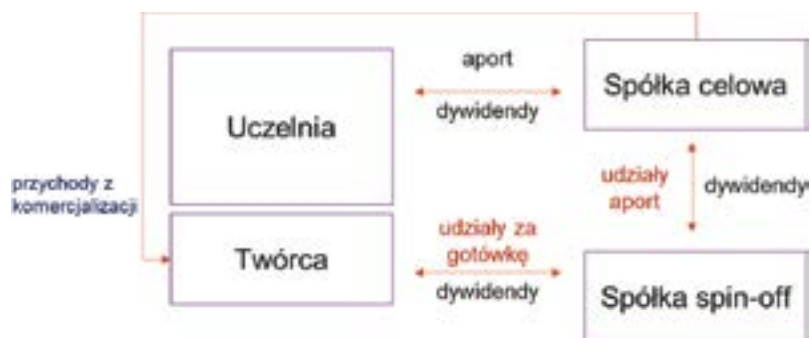 aport
Spółka celowa
dywidendy
Uczelnia
przychody z
komercjalizacji
udziały
aport
dywidendy
udziały za
gotówkę
Twórca
dywidendy
Spółka spin-off